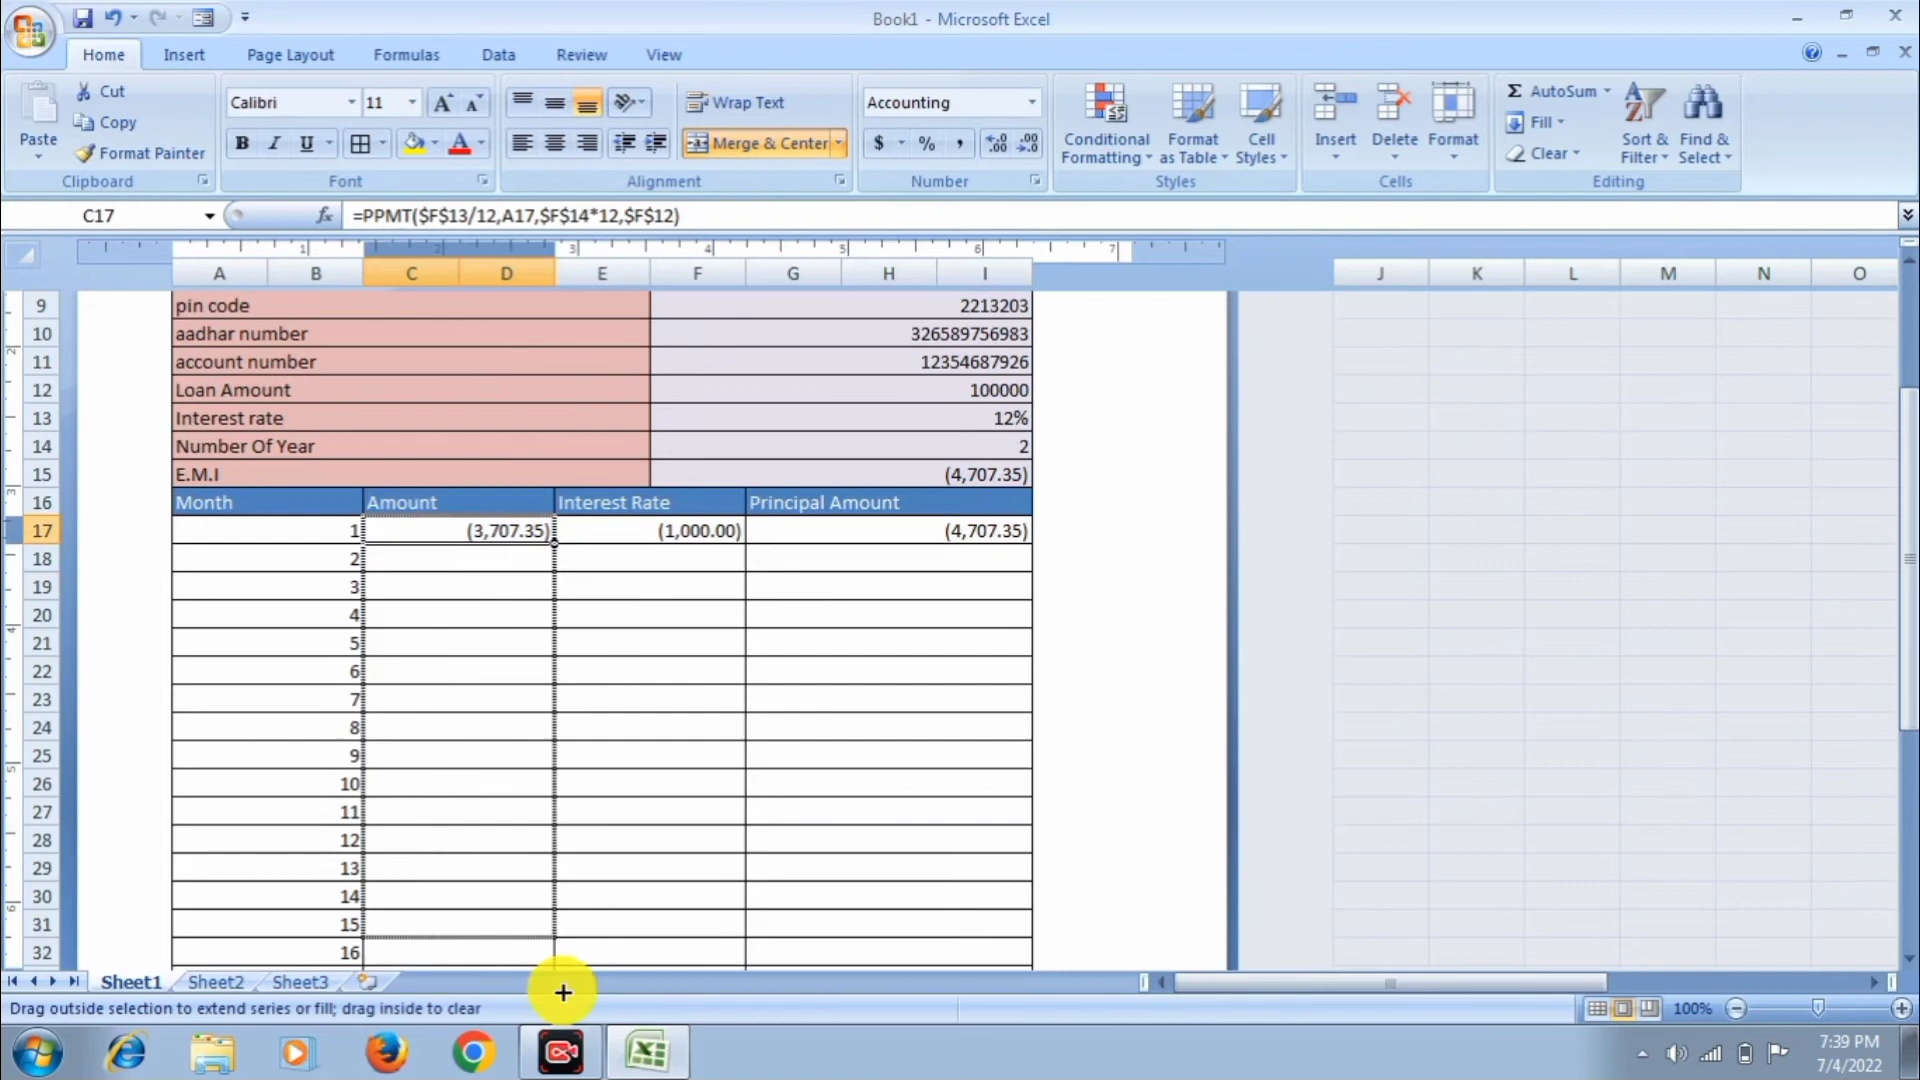 Book1 - Microsoft Excel
Home Insert Page Layout Formulas Data Review View
Paste
Cut
Copy
Format Painter
Clipboard
Calibri 11
B I U
Font
Wrap Text
Merge & Center
Alignment
Accounting
$ % ,
Number
Conditional Formatting
Format as Table
Cell Styles
Styles
Insert Delete Format
Cells
AutoSum
Fill
Clear
Sort & Filter
Find & Select
Editing
C17 fx =PPMT($F$13/12,A17,$F$14*12,$F$12)
1 2 3 4 5 6 7
A B C D E F G H I J K L M N O
9 pin code 2213203
10 aadhar number 326589756983
11 account number 12354687926
12 Loan Amount 100000
13 Interest rate 12%
14 Number Of Year 2
15 E.M.I (4,707.35)
16 Month Amount Interest Rate Principal Amount
17 1 (3,707.35) (1,000.00) (4,707.35)
18 2
19 3
20 4
21 5
22 6
23 7
24 8
25 9
26 10
27 11
28 12
29 13
30 14
31 15
32 16
Sheet1 Sheet2 Sheet3
Drag outside selection to extend series or fill; drag inside to clear
100%
7:39 PM
7/4/2022